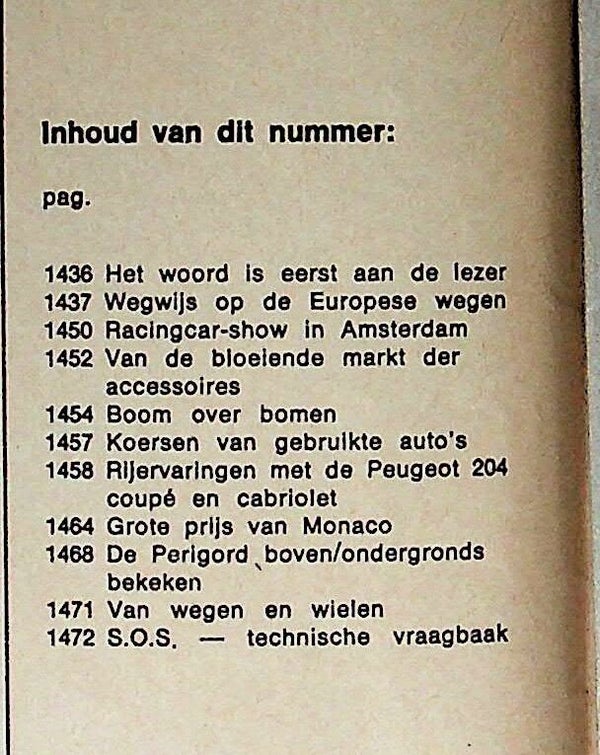 Inhoud van dit nummer:
pag.
1436 Het woord is eerst aan de lezer
1437 Wegwijs op de Europese wegen
1450 Racingcar-show in Amsterdam
1452 Van de bloeiende markt der
accessoires
1454 Boom over bomen
1457 Koersen van gebruikte auto's
1458 Rijervaringen met de Peugeot 204
coupé en cabriolet
1464 Grote prijs van Monaco
1468 De Perigord boven/ondergronds
bekeken
1471 Van wegen en wielen
1472 S.O.S. — technische vraagbaak